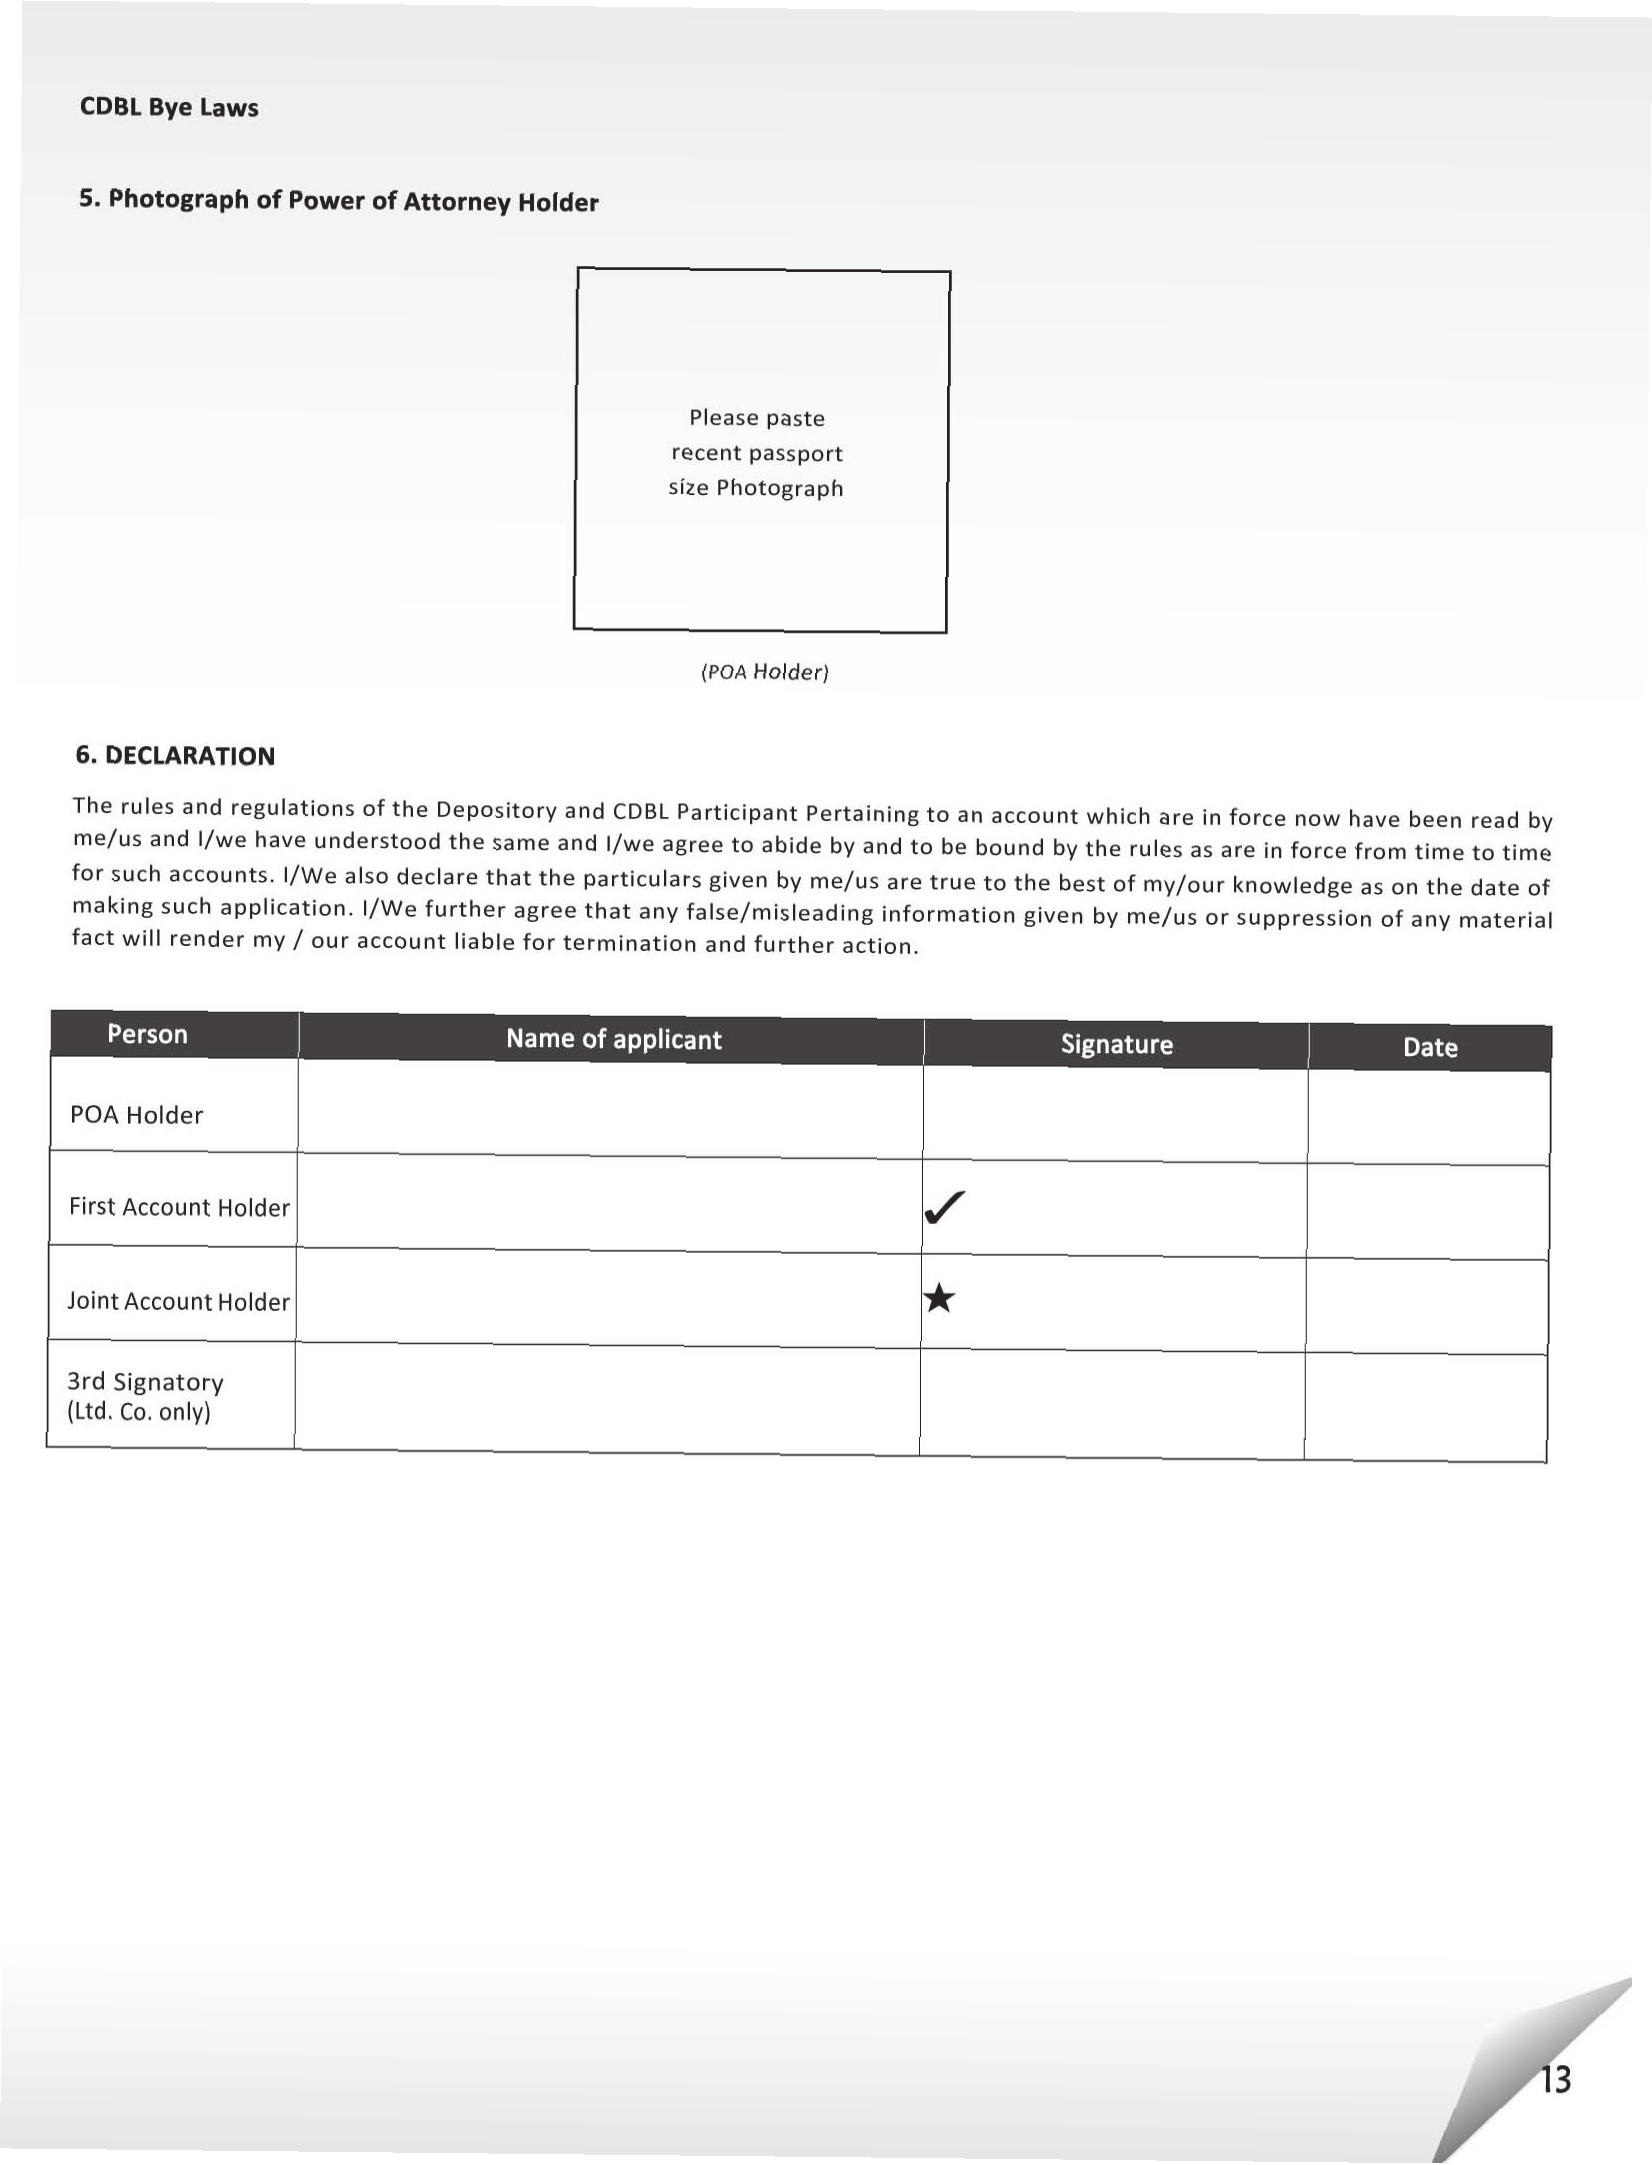 CDBL Bye Laws
5. Photograph of Power of Attorney Holder
Please paste
recent passport
size Photograph
(POA Holder)
6. DECLARATION
The rules and regulations of the Depository and CDBL Participant Pertaining to an account which are in force now have been read by
me/us and I/we have understood the same and I/we agree to abide by and to be bound by the rules as are in force from time to time
for such accounts. I/We also declare that the particulars given by me/us are true to the best of my/our knowledge as on the date of
making such application. I/We further agree that any false/misleading information given by me/us or suppression of any material
fact will render my / our account liable for termination and further action.
Person Name of applicant Signature Date
POA Holder
First Account Holder ✓
Joint Account Holder ★
3rd Signatory
(Ltd. Co. only)
13